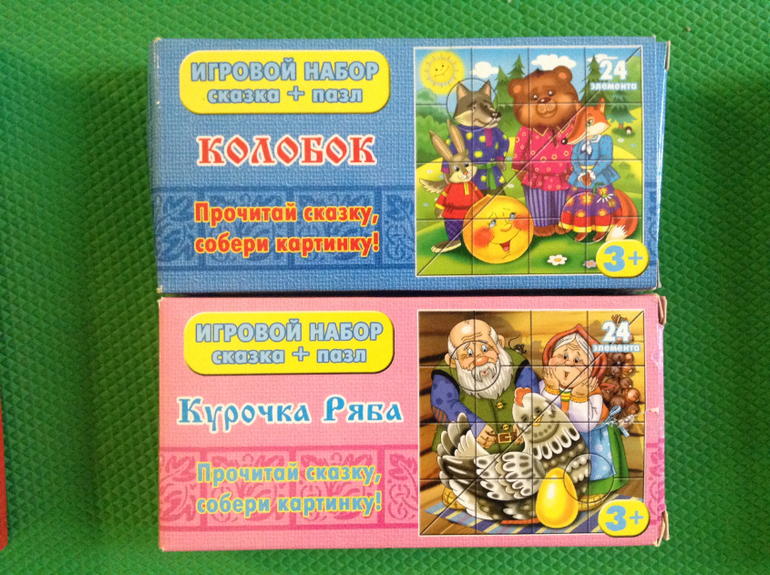 ИГРОВОЙ НАБОР
сказка + пазл
КОЛОБОК
Прочитай сказку,
собери картинку!
24
элемента
3+
ИГРОВОЙ НАБОР
сказка + пазл
Курочка Ряба
Прочитай сказку,
собери картинку!
24
элемента
3+